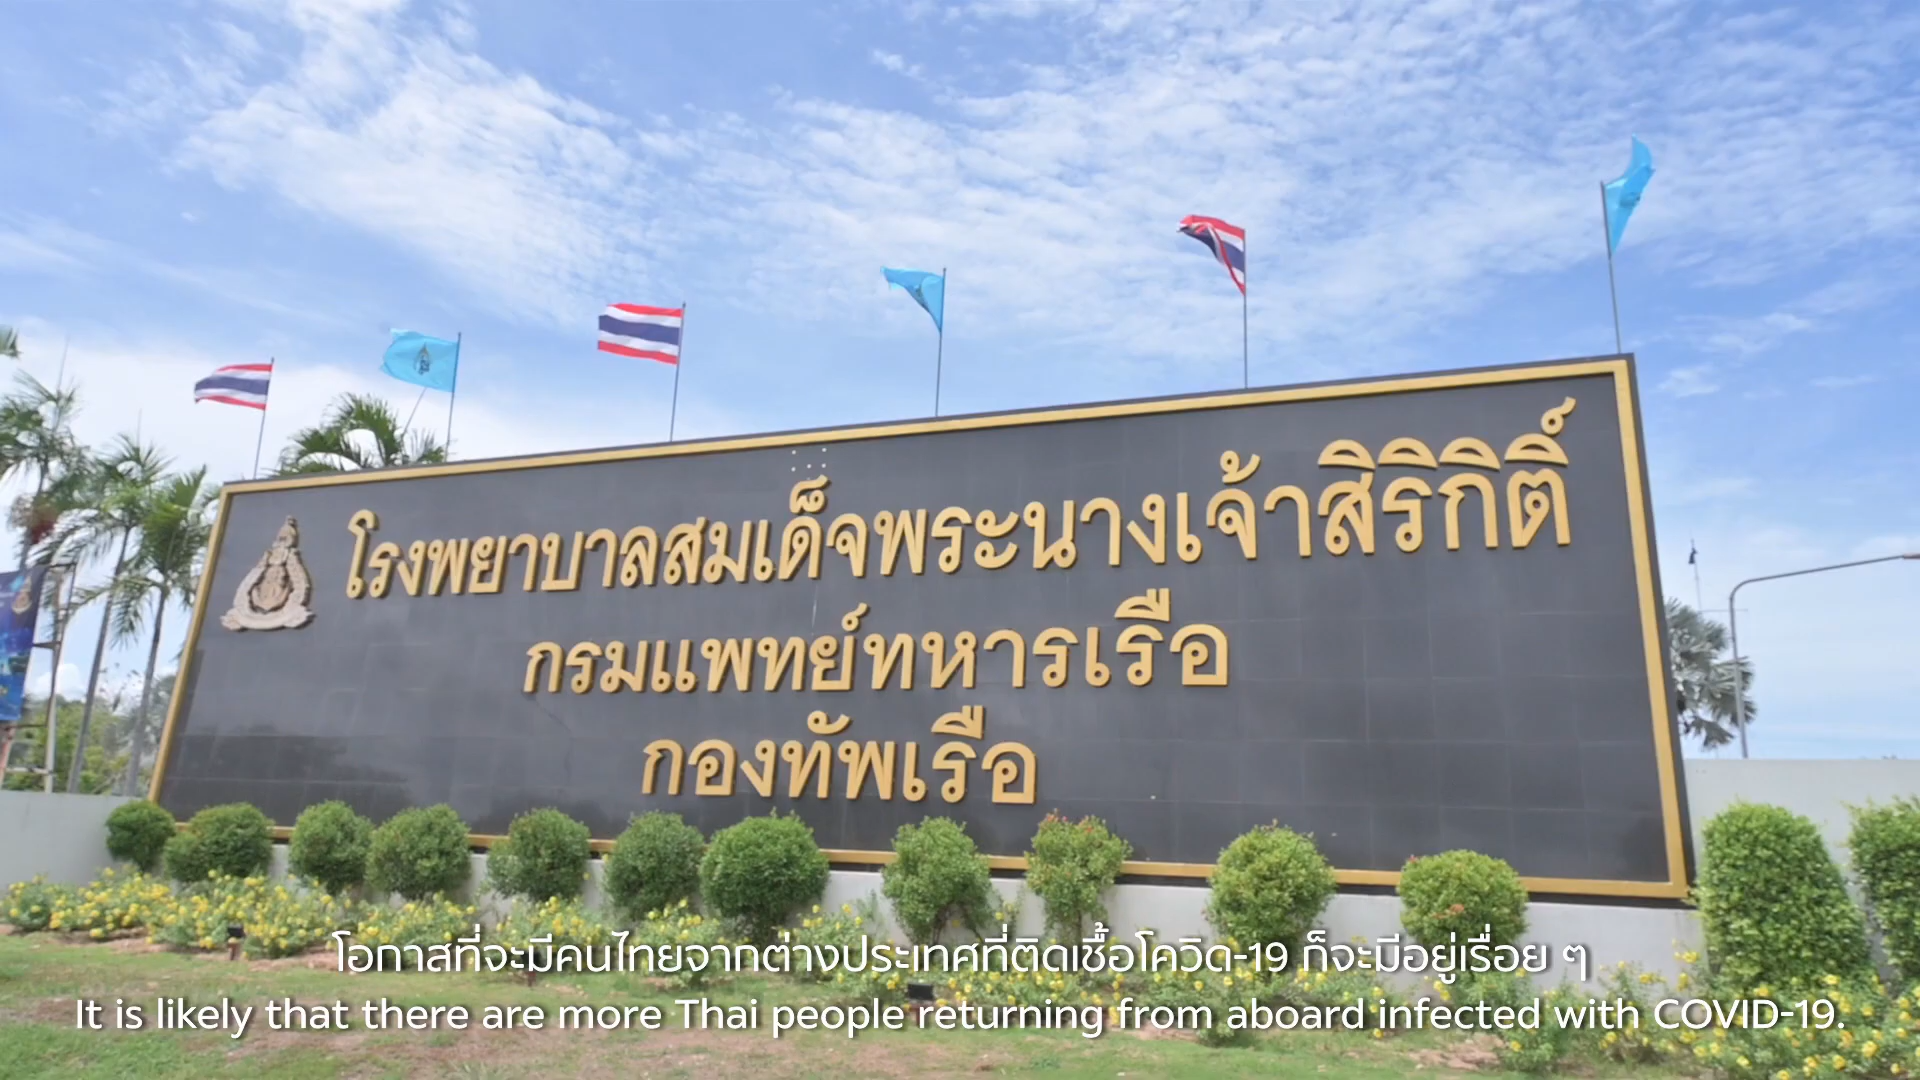 โรงพยาบาลสมเด็จพระนางเจ้าสิริกิติ์
กรมแพทย์ทหารเรือ
กองทัพเรือ
โอกาสที่จะมีคนไทยจากต่างประเทศที่ติดเชื้อโควิด-19 ก็จะมีอยู่เรื่อย ๆ
It is likely that there are more Thai people returning from aboard infected with COVID-19.